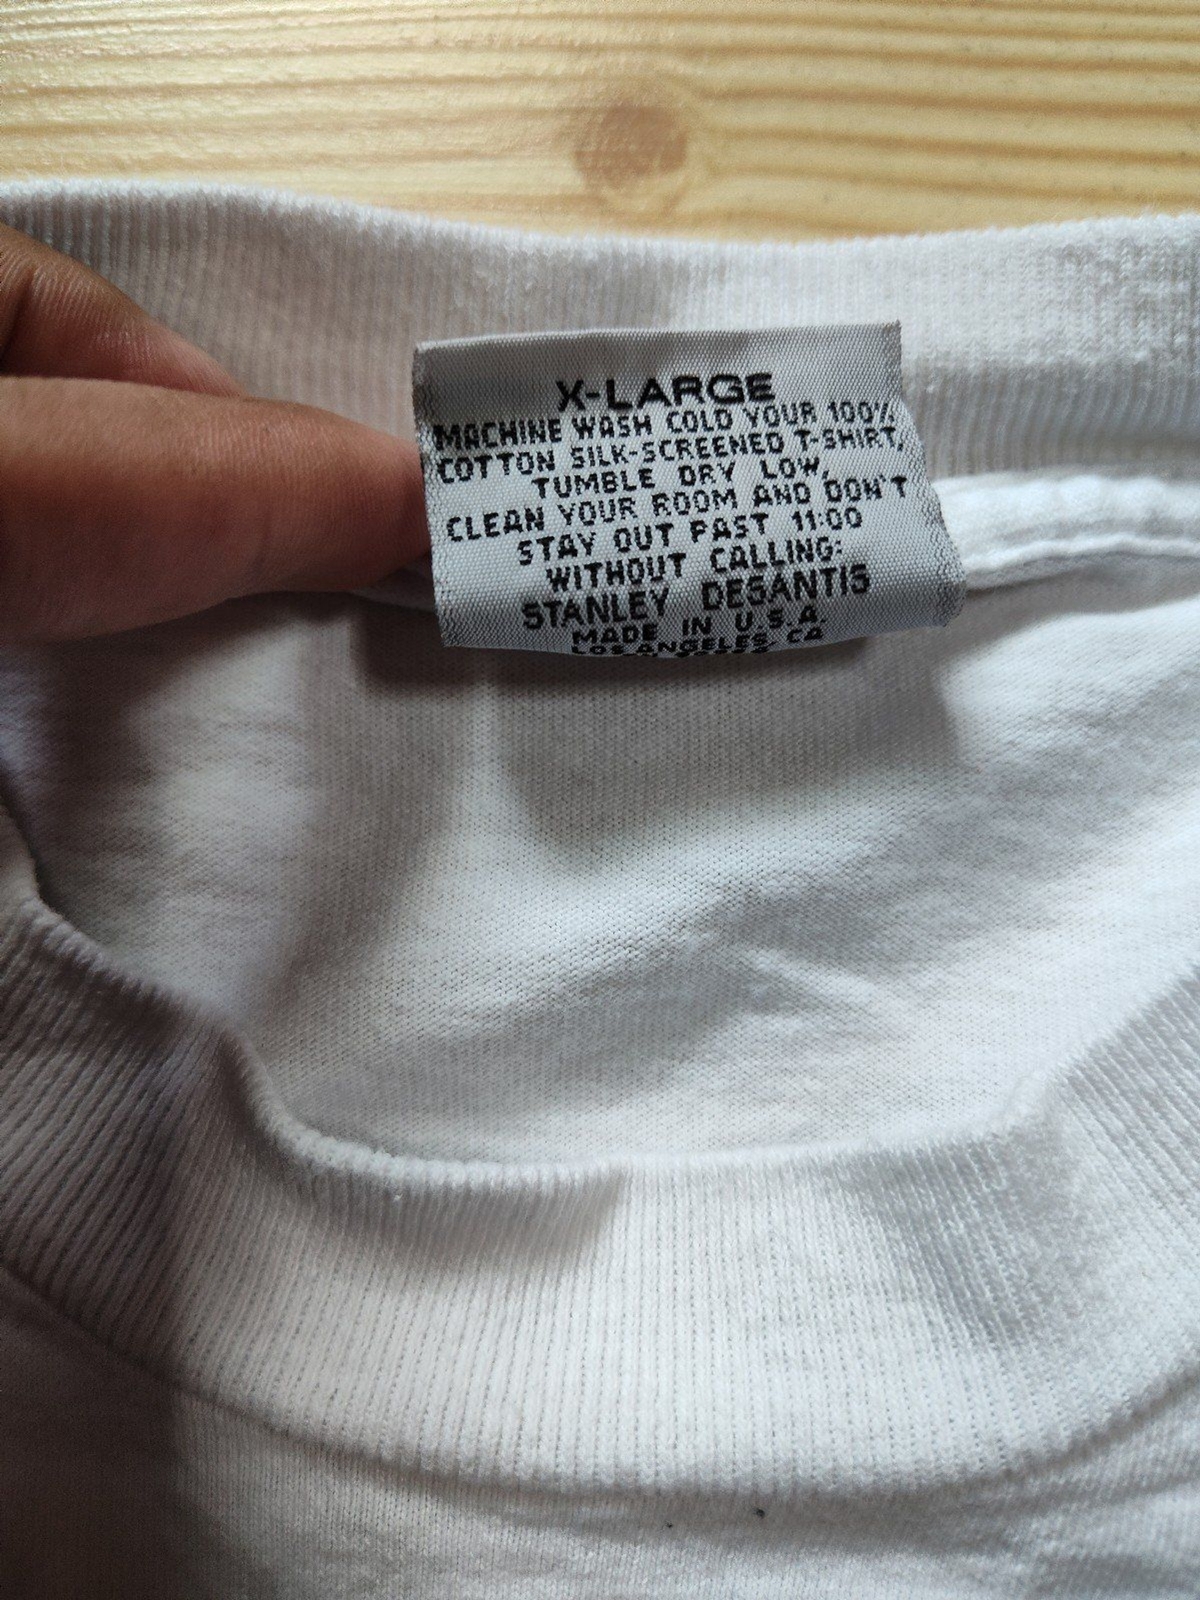 X-LARGE
MACHINE WASH COLD YOUR 100%
COTTON SILK-SCREENED T-SHIRT,
TUMBLE DRY LOW,
CLEAN YOUR ROOM AND DON'T
STAY OUT PAST 11:00
WITHOUT CALLING:
STANLEY DESANTIS
MADE IN U.S.A.
LOS ANGELES, CA